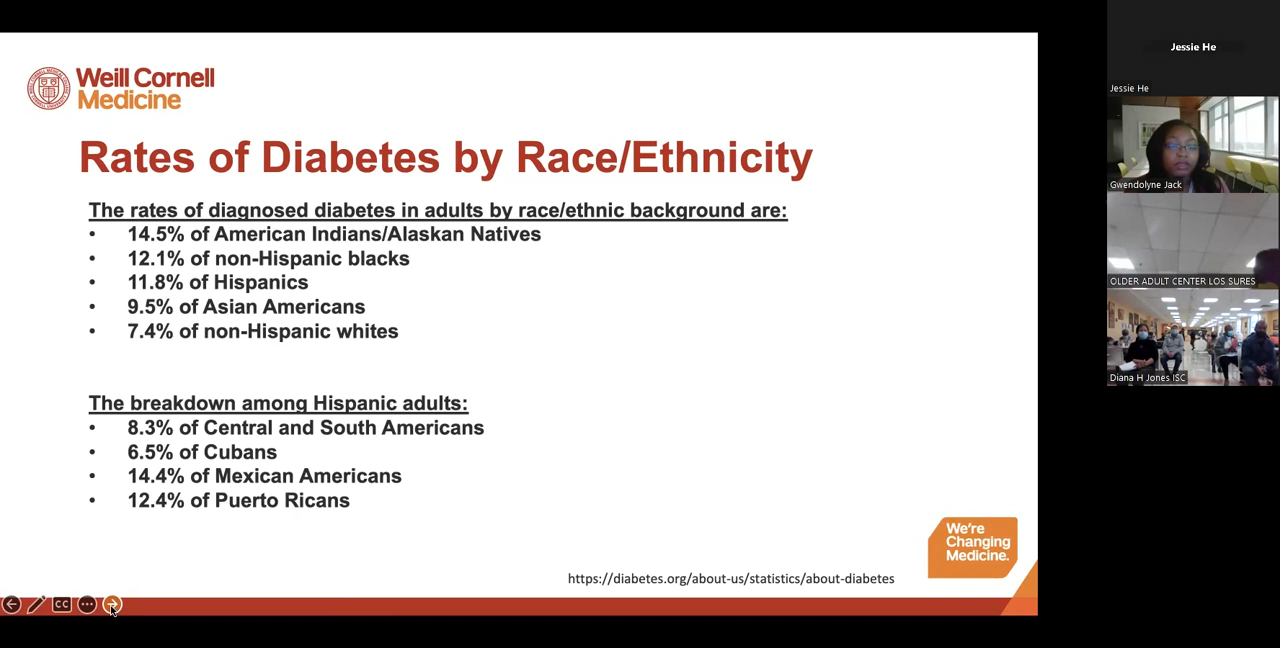 Weill Cornell
Medicine
Rates of Diabetes by Race/Ethnicity
The rates of diagnosed diabetes in adults by race/ethnic background are:
• 14.5% of American Indians/Alaskan Natives
• 12.1% of non-Hispanic blacks
• 11.8% of Hispanics
• 9.5% of Asian Americans
• 7.4% of non-Hispanic whites
The breakdown among Hispanic adults:
• 8.3% of Central and South Americans
• 6.5% of Cubans
• 14.4% of Mexican Americans
• 12.4% of Puerto Ricans
We're
Changing
Medicine.
https://diabetes.org/about-us/statistics/about-diabetes
CC
Jessie He
Jessie He
Gwendolyne Jack
OLDER ADULT CENTER LOS SURES
Diana H Jones ISC